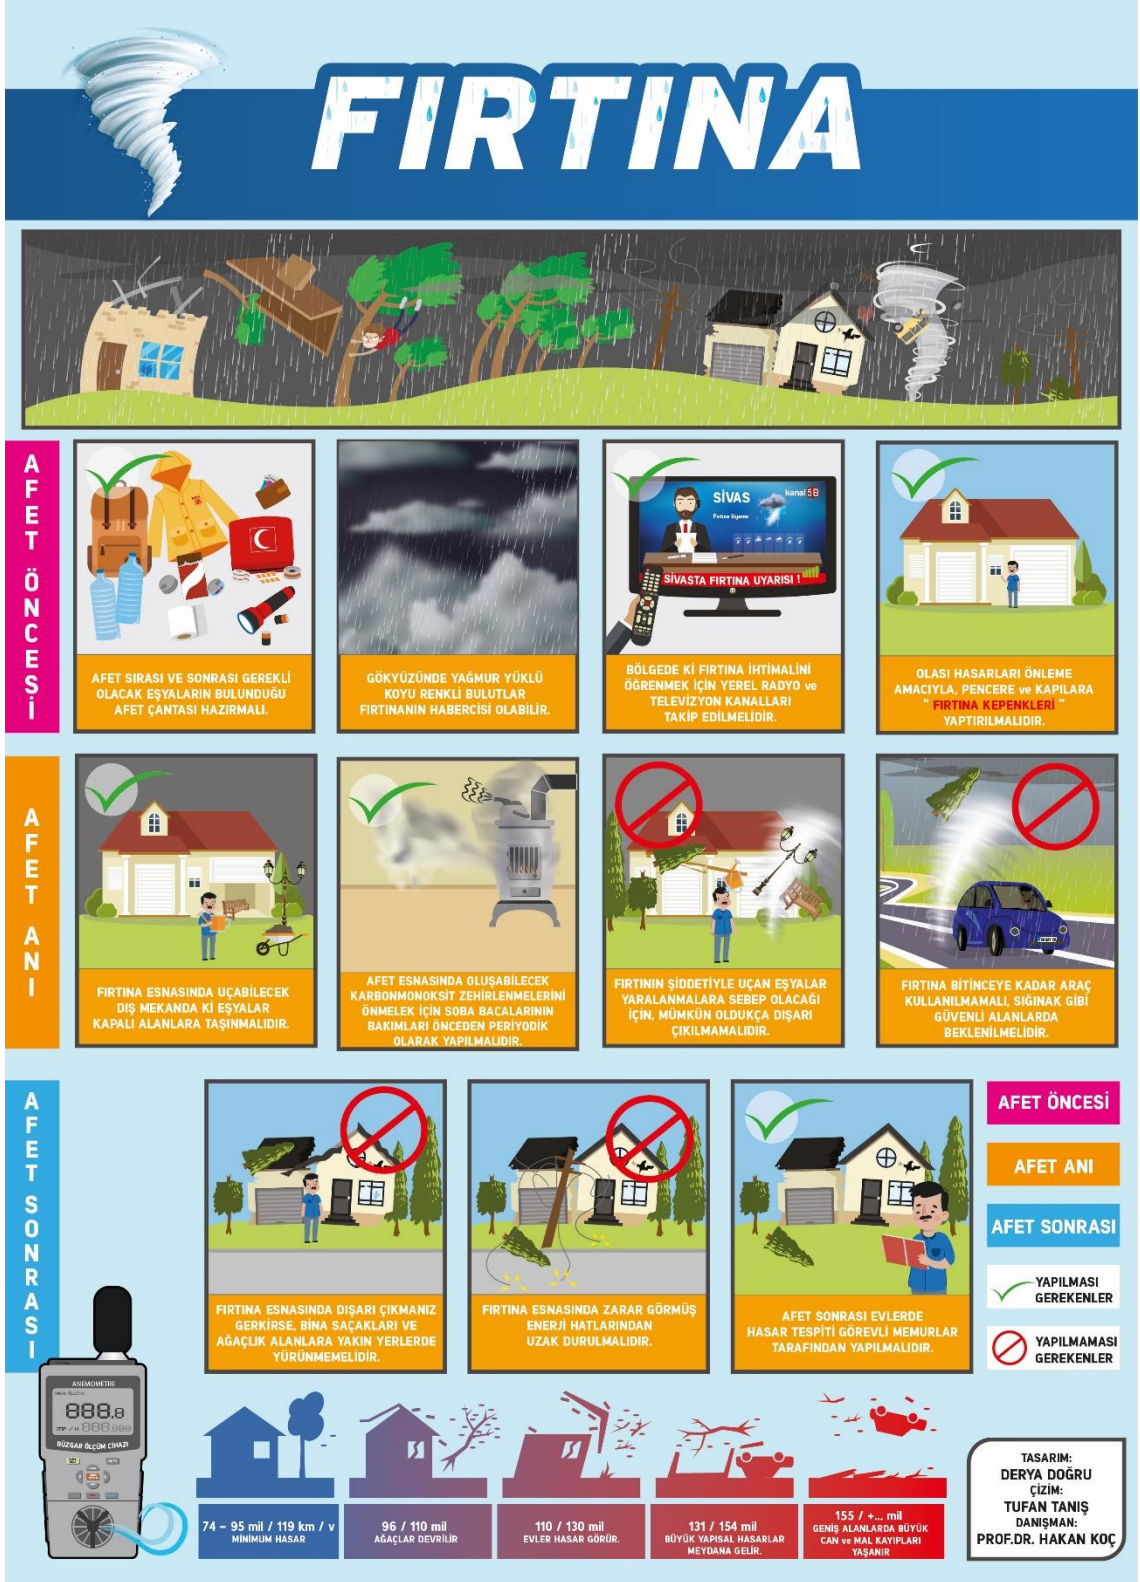 FIRTINA
AFET ÖNCESİ
SİVAS
kanal 58
Fırtına Uyarısı
SİVASTA FIRTINA UYARISI !
AFET SIRASI VE SONRASI GEREKLİ
OLACAK EŞYALARIN BULUNDUĞU
AFET ÇANTASI HAZIRMALI.
GÖKYÜZÜNDE YAĞMUR YÜKLÜ
KOYU RENKLİ BULUTLAR
FIRTINANIN HABERCİSİ OLABİLİR.
BÖLGEDE Kİ FIRTINA İHTİMALİNİ
ÖĞRENMEK İÇİN YEREL RADYO ve
TELEVİZYON KANALLARI
TAKİP EDİLMELİDİR.
OLASI HASARLARI ÖNLEME
AMACIYLA, PENCERE ve KAPILARA
" FIRTINA KEPENKLERİ "
YAPTIRILMALIDIR.
AFET ANI
FIRTINA ESNASINDA UÇABİLECEK
DIŞ MEKANDA Kİ EŞYALAR
KAPALI ALANLARA TAŞINMALIDIR.
AFET ESNASINDA OLUŞABİLECEK
KARBONMONOKSİT ZEHİRLENMELERİNİ
ÖNMELEK İÇİN SOBA BACALARININ
BAKIMLARI ÖNCEDEN PERİYODİK
OLARAK YAPILMALIDIR.
FIRTININ ŞİDDETİYLE UÇAN EŞYALAR
YARALANMALARA SEBEP OLACAĞI
İÇİN, MÜMKÜN OLDUKÇA DIŞARI
ÇIKILMAMALIDIR.
FIRTINA BİTİNCEYE KADAR ARAÇ
KULLANILMAMALI, SIĞINAK GİBİ
GÜVENLİ ALANLARDA
BEKLENİLMELİDİR.
AFET SONRASI
FIRTINA ESNASINDA DIŞARI ÇIKMANIZ
GERKİRSE, BİNA SAÇAKLARI VE
AĞAÇLIK ALANLARA YAKIN YERLERDE
YÜRÜNMEMELİDİR.
FIRTINA ESNASINDA ZARAR GÖRMÜŞ
ENERJİ HATLARINDAN
UZAK DURULMALIDIR.
AFET SONRASI EVLERDE
HASAR TESPİTİ GÖREVLİ MEMURLAR
TARAFINDAN YAPILMALIDIR.
AFET ÖNCESİ
AFET ANI
AFET SONRASI
YAPILMASI
GEREKENLER
YAPILMAMASI
GEREKENLER
ANEMOMETRE
888.8
RÜZGAR ÖLÇÜM CİHAZI
74 – 95 mil / 119 km / v
MİNİMUM HASAR
96 / 110 mil
AĞAÇLAR DEVRİLİR
110 / 130 mil
EVLER HASAR GÖRÜR.
131 / 154 mil
BÜYÜK YAPISAL HASARLAR
MEYDANA GELİR.
155 / +... mil
GENİŞ ALANLARDA BÜYÜK
CAN ve MAL KAYIPLARI
YAŞANIR
TASARIM:
DERYA DOĞRU
ÇİZİM:
TUFAN TANIŞ
DANIŞMAN:
PROF.DR. HAKAN KOÇ